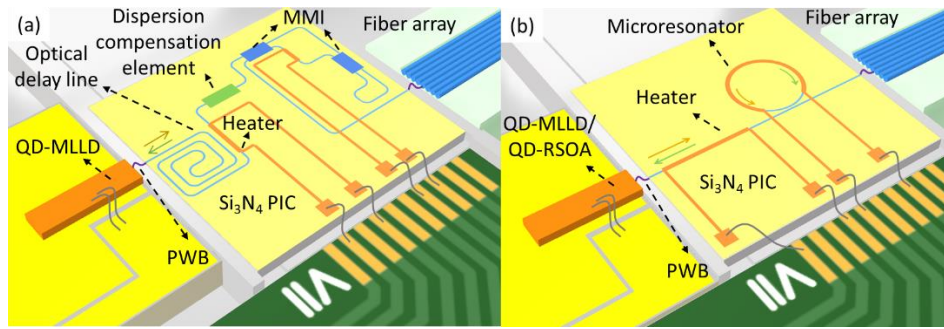 (a)
Dispersion
compensation
element
MMI
Fiber array
Optical
delay line
Heater
QD-MLLD
Si₃N₄ PIC
PWB
(b)
Fiber array
Microresonator
Heater
QD-MLLD/
QD-RSOA
Si₃N₄ PIC
PWB